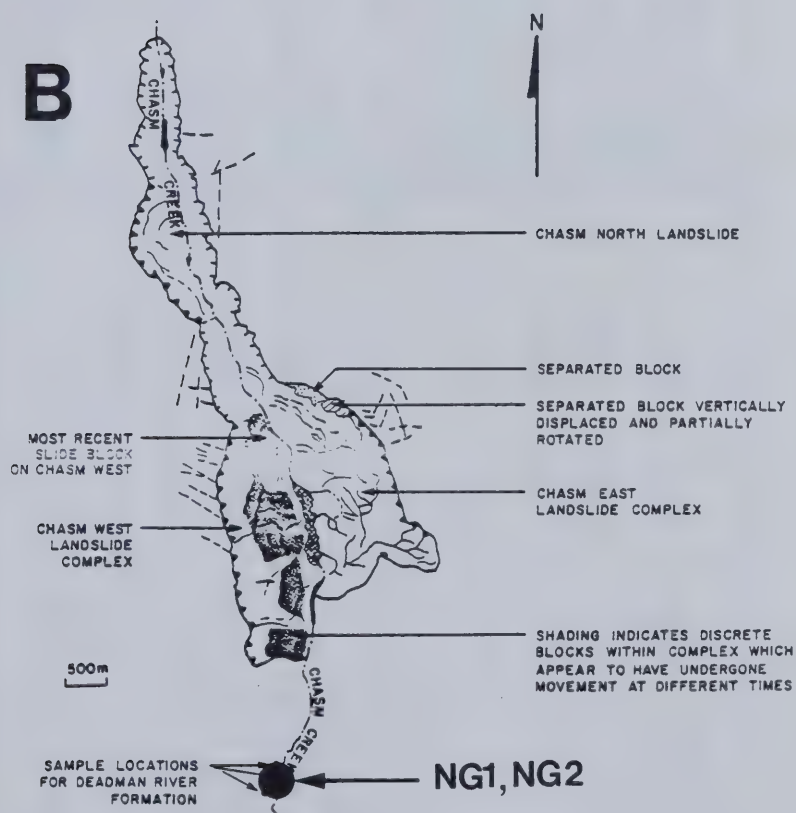 B
N
CHASM
CREEK
CHASM NORTH LANDSLIDE
SEPARATED BLOCK
SEPARATED BLOCK VERTICALLY
DISPLACED AND PARTIALLY
ROTATED
MOST RECENT
SLIDE BLOCK
ON CHASM WEST
CHASM EAST
LANDSLIDE COMPLEX
CHASM WEST
LANDSLIDE
COMPLEX
SHADING INDICATES DISCRETE
BLOCKS WITHIN COMPLEX WHICH
APPEAR TO HAVE UNDERGONE
MOVEMENT AT DIFFERENT TIMES
500m
CHASM CREE
SAMPLE LOCATIONS
FOR DEADMAN RIVER
FORMATION
NG1, NG2